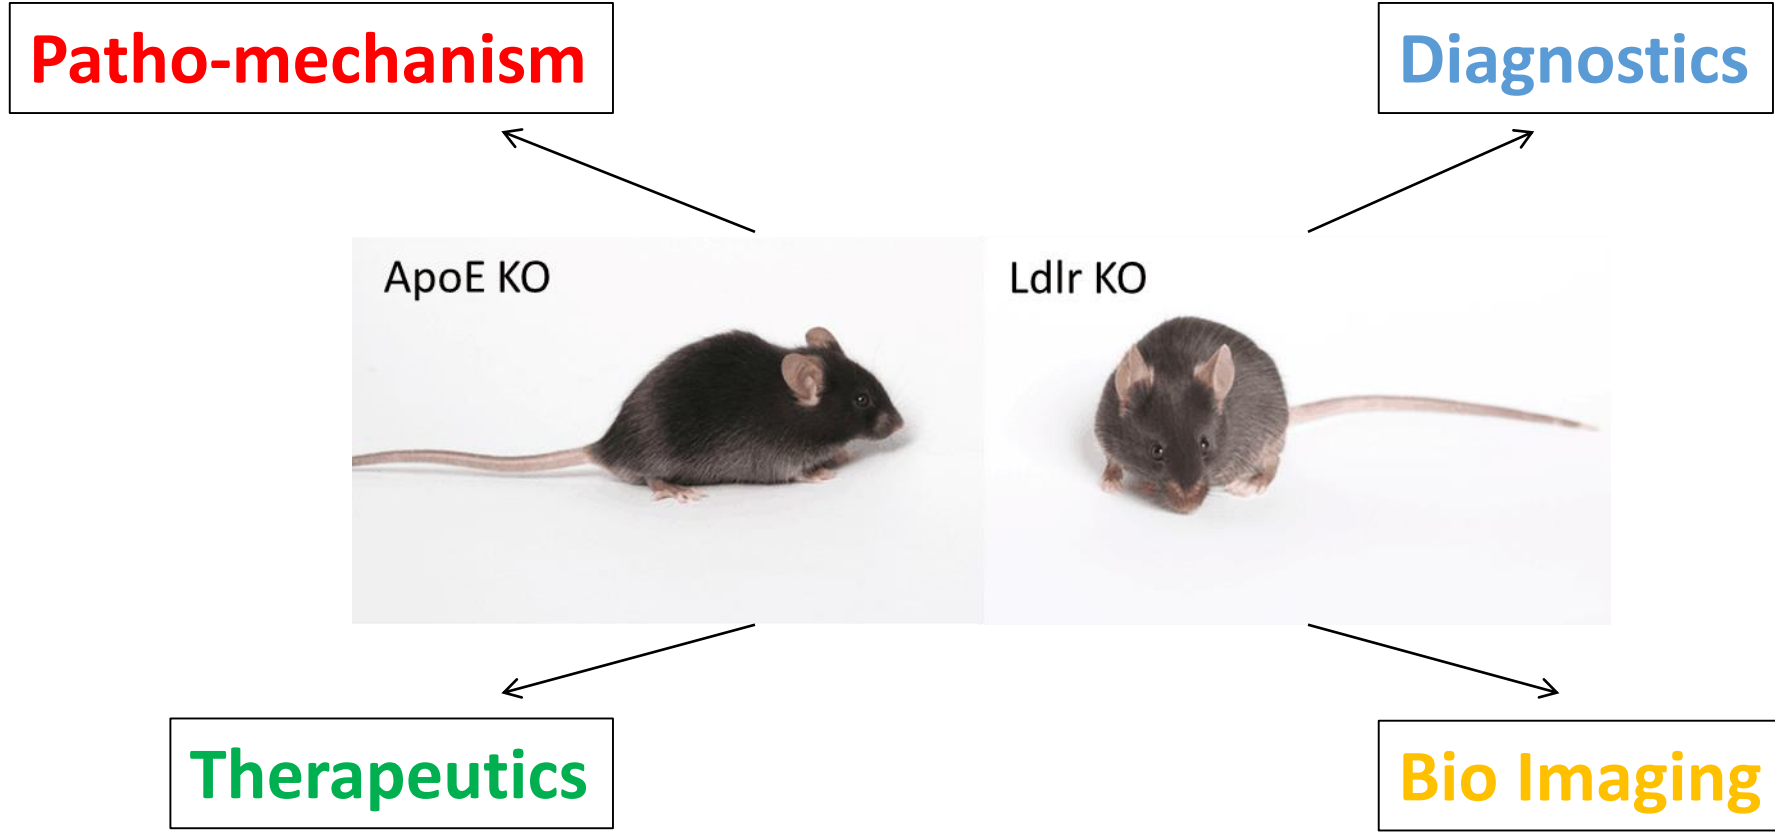 Patho-mechanism
Diagnostics
ApoE KO
Ldlr KO
Therapeutics
Bio Imaging